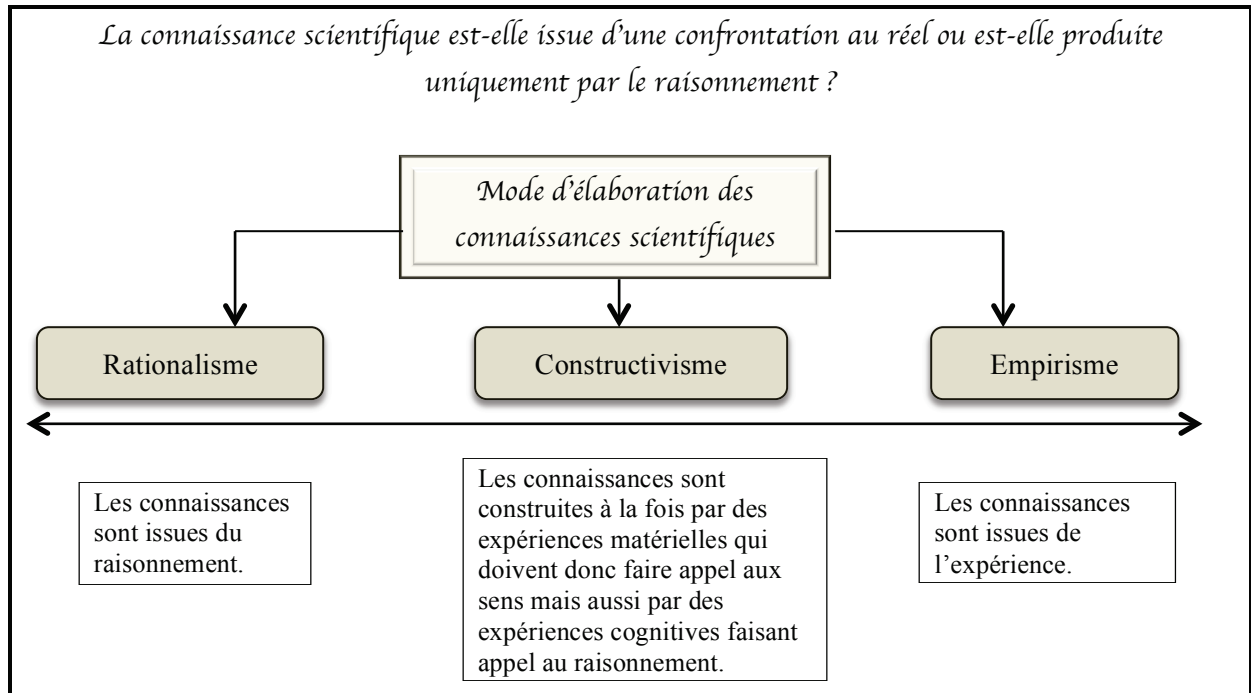 La connaissance scientifique est-elle issue d'une confrontation au réel ou est-elle produite
uniquement par le raisonnement ?
Mode d'élaboration des
connaissances scientifiques
Rationalisme
Constructivisme
Empirisme
Les connaissances
sont issues du
raisonnement.
Les connaissances sont
construites à la fois par des
expériences matérielles qui
doivent donc faire appel aux
sens mais aussi par des
expériences cognitives faisant
appel au raisonnement.
Les connaissances
sont issues de
l’expérience.